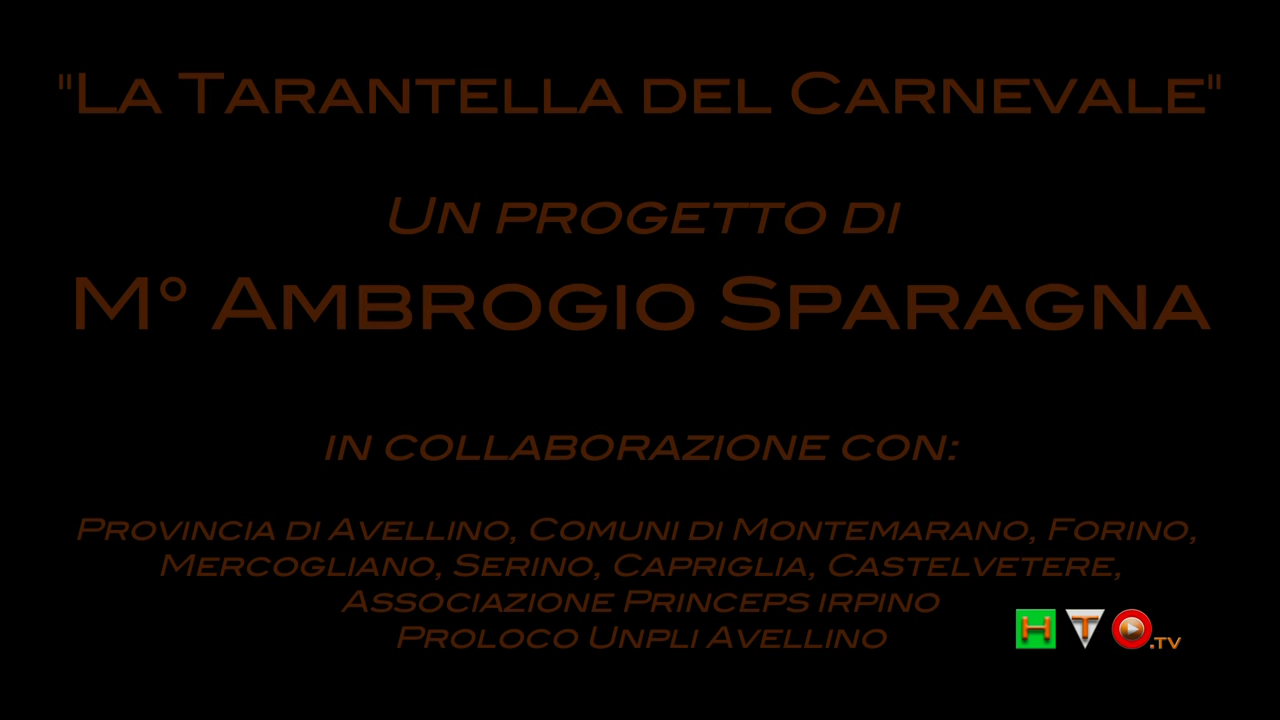 "La Tarantella del Carnevale"
Un progetto di
M° Ambrogio Sparagna
in collaborazione con:
Provincia di Avellino, Comuni di Montemarano, Forino,
Mercogliano, Serino, Capriglia, Castelvetere,
Associazione Princeps irpino
Proloco Unpli Avellino
HTO.TV